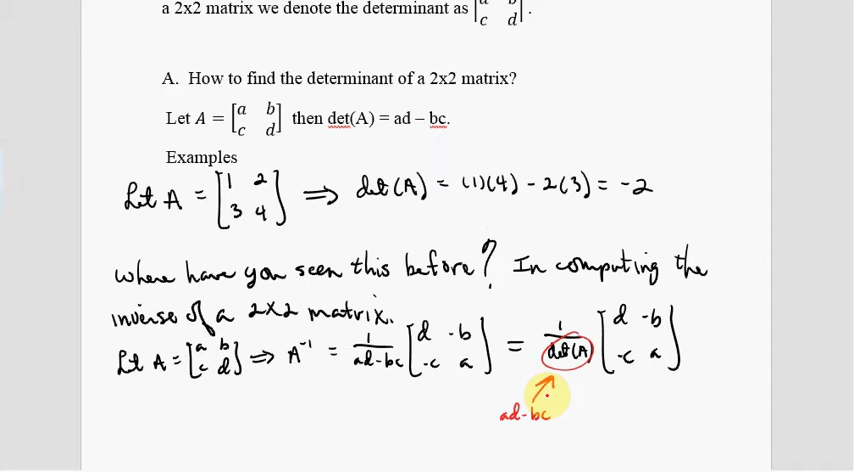 a 2x2 matrix we denote the determinant as |a b
c d|.
A. How to find the determinant of a 2x2 matrix?
Let A = [a b
c d] then det(A) = ad – bc.
Examples
Let A = [1 2
3 4] ⟹ det(A) = (1)(4) - 2(3) = -2
Where have you seen this before? In computing the
inverse of a 2x2 matrix.
Let A = [a b
c d] ⟹ A⁻¹ = 1/(ad-bc) [d -b
-c a] = 1/det(A) [d -b
-c a]
ad-bc